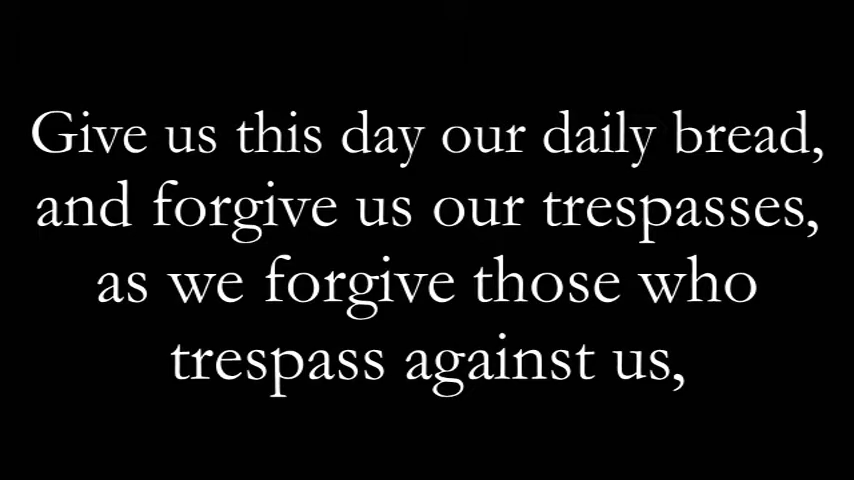 Give us this day our daily bread,
and forgive us our trespasses,
as we forgive those who
trespass against us,